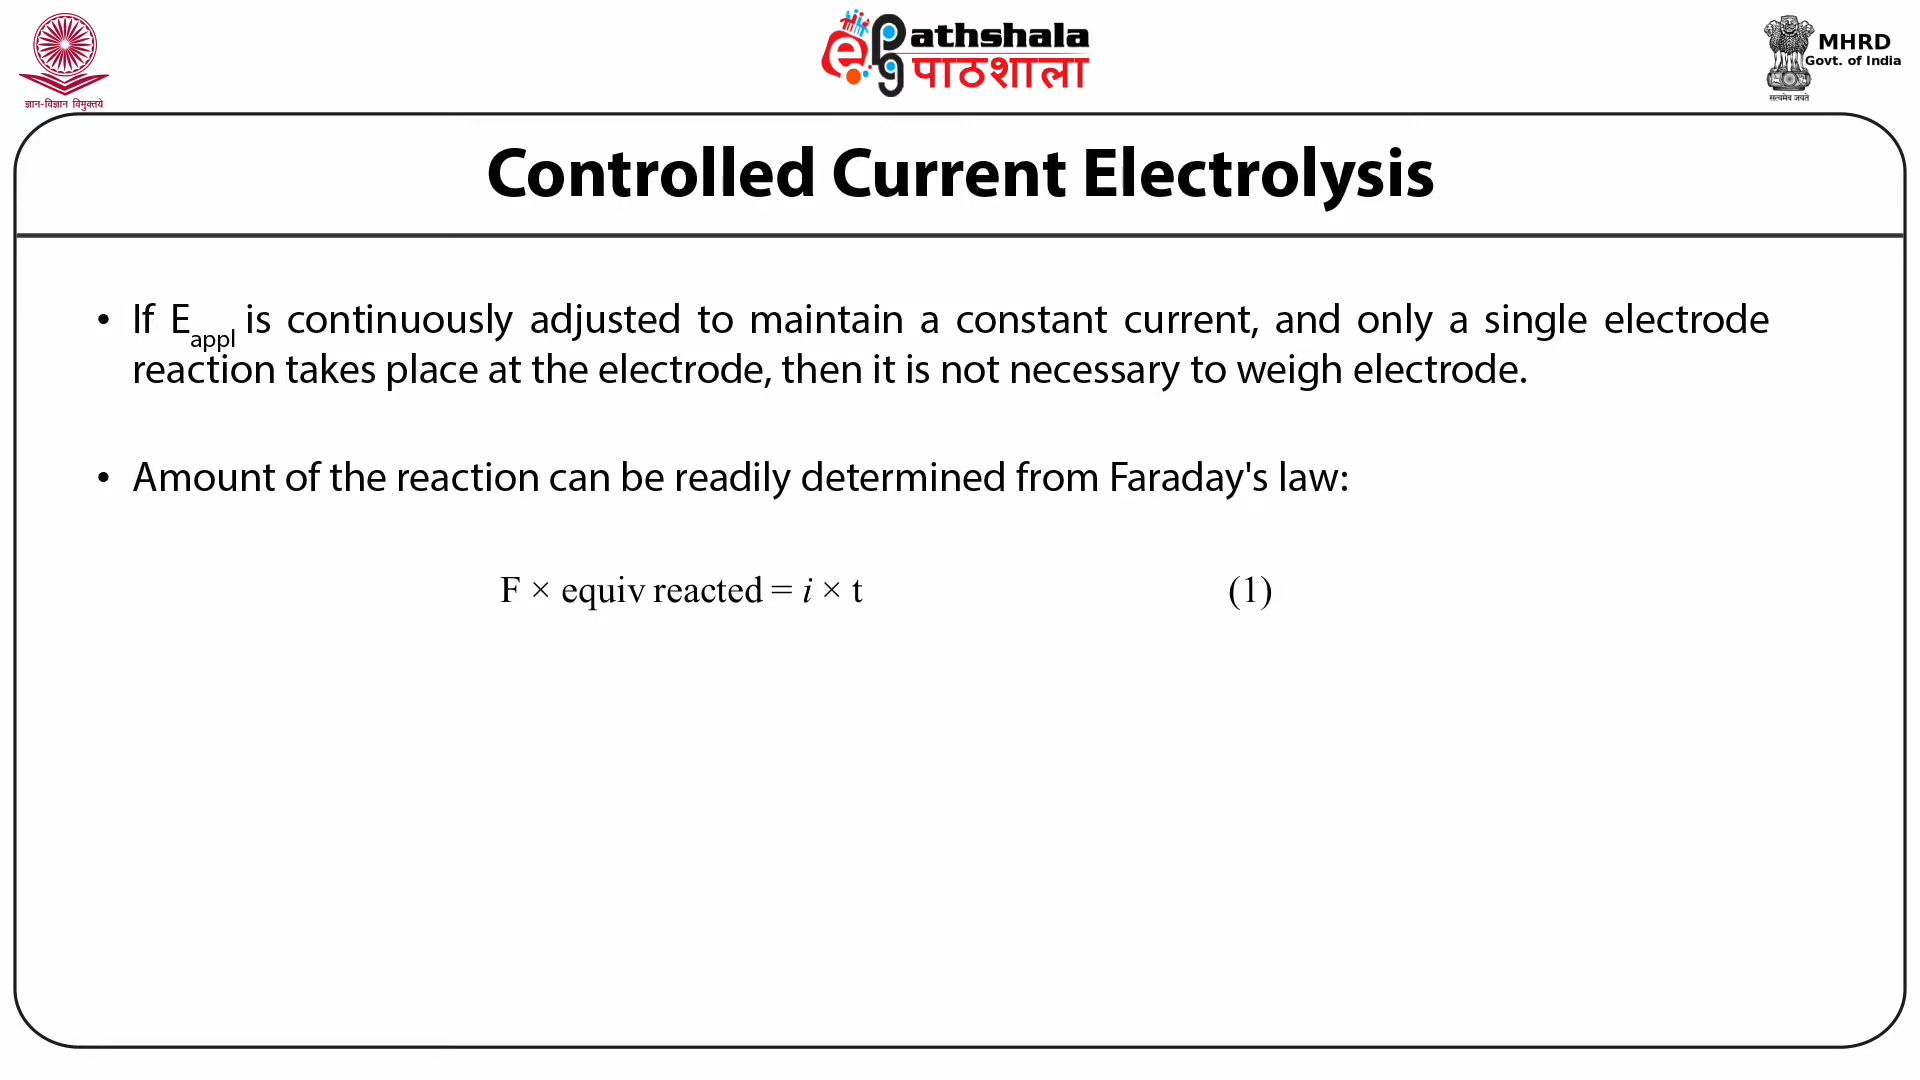 ePgathshala
पाठशाला
MHRD
Govt. of India
ज्ञान-विज्ञान विमुक्तये
सत्यमेव जयते
Controlled Current Electrolysis
• If Eappl is continuously adjusted to maintain a constant current, and only a single electrode
reaction takes place at the electrode, then it is not necessary to weigh electrode.
• Amount of the reaction can be readily determined from Faraday's law:
F × equiv reacted = i × t (1)